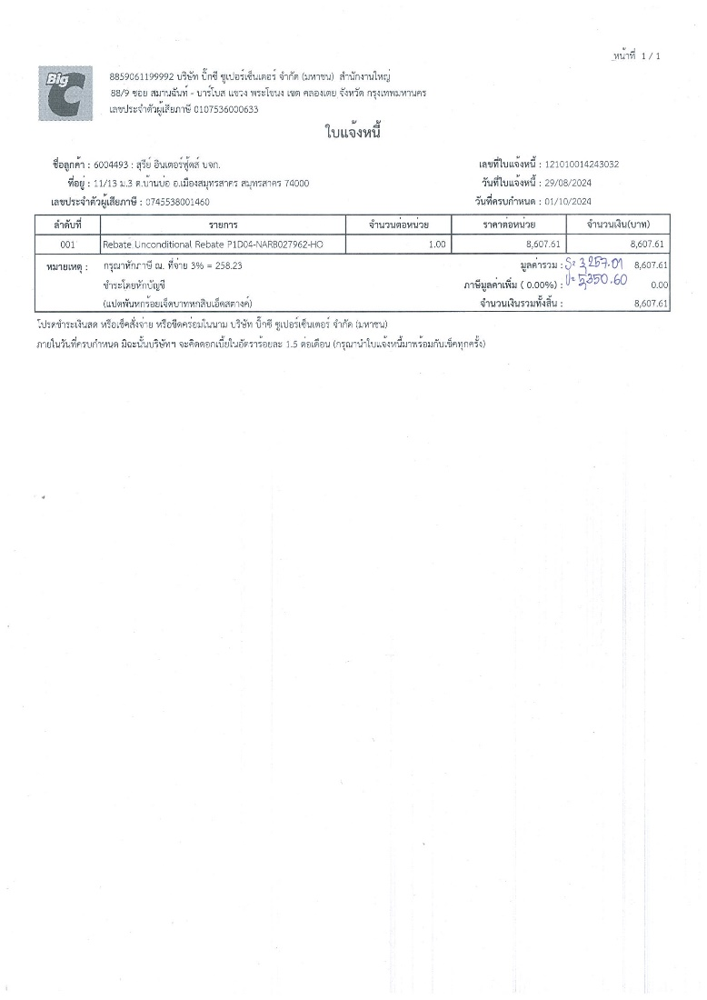 หน้าที่ 1 / 1
Big C
8859061199992 บริษัท บิ๊กซี ซูเปอร์เซ็นเตอร์ จำกัด (มหาชน) สำนักงานใหญ่
88/9 ซอย สมานฉันท์ - บาร์โบส แขวง พระโขนง เขต คลองเตย จังหวัด กรุงเทพมหานคร
เลขประจำตัวผู้เสียภาษี 0107536000633
ใบแจ้งหนี้
ชื่อลูกค้า : 6004493 : สุรีย์ อินเตอร์ฟู้ดส์ บจก. เลขที่ใบแจ้งหนี้ : 121010014243032
ที่อยู่ : 11/13 ม.3 ต.บ้านบ่อ อ.เมืองสมุทรสาคร สมุทรสาคร 74000 วันที่ใบแจ้งหนี้ : 29/08/2024
เลขประจำตัวผู้เสียภาษี : 0745538001460 วันที่ครบกำหนด : 01/10/2024
ลำดับที่ รายการ จำนวนต่อหน่วย ราคาต่อหน่วย จำนวนเงิน(บาท)
001 Rebate Unconditional Rebate P1D04-NARB027962-HO 1.00 8,607.61 8,607.61
หมายเหตุ : กรุณาหักภาษี ณ. ที่จ่าย 3% = 258.23 มูลค่ารวม : S= 3,257.01 8,607.61
ชำระโดยหักบัญชี ภาษีมูลค่าเพิ่ม ( 0.00%) : U= 5,350.60 0.00
(แปดพันหกร้อยเจ็ดบาทหกสิบเอ็ดสตางค์) จำนวนเงินรวมทั้งสิ้น : 8,607.61
โปรดชำระเงินสด หรือเช็คสั่งจ่าย หรือขีดคร่อมในนาม บริษัท บิ๊กซี ซูเปอร์เซ็นเตอร์ จำกัด (มหาชน)
ภายในวันที่ครบกำหนด มิฉะนั้นบริษัทฯ จะคิดดอกเบี้ยในอัตราร้อยละ 1.5 ต่อเดือน (กรุณานำใบแจ้งหนี้มาพร้อมกับเช็คทุกครั้ง)